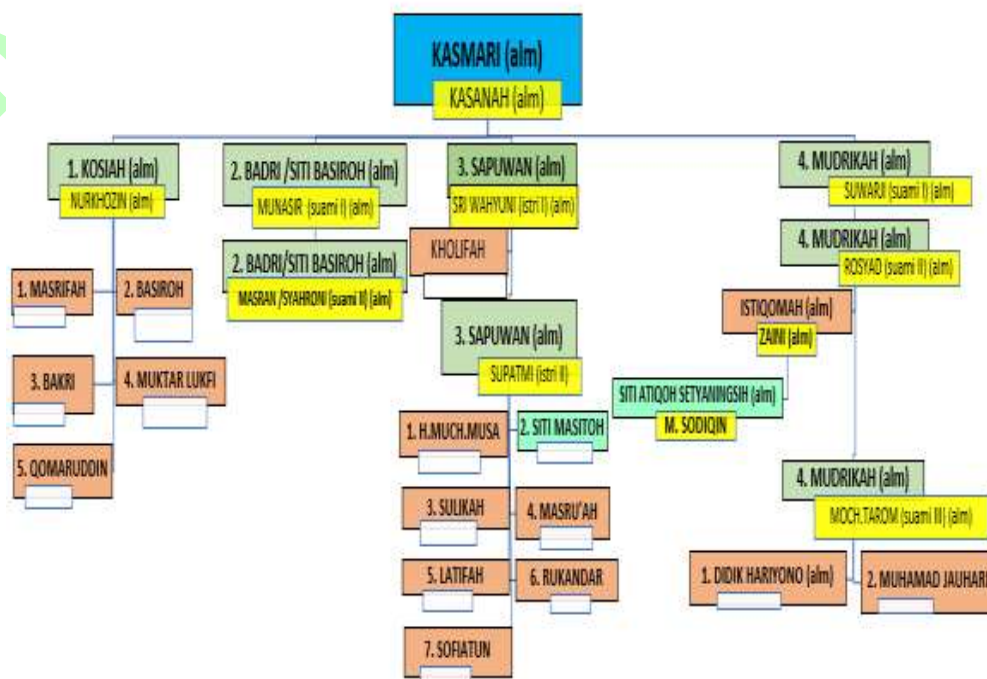 KASMARI (alm)
KASANAH (alm)
1. KOSIAH (alm)
NURKHOZIN (alm)
1. MASRIFAH
2. BASIROH
3. BAKRI
4. MUKTAR LUKFI
5. QOMARUDDIN
2. BADRI /SITI BASIROH (alm)
MUNASIR (suami I) (alm)
2. BADRI/SITI BASIROH (alm)
MASRAN /SYAHRONI (suami II) (alm)
3. SAPUWAN (alm)
SRI WAHYUNI (istri I) (alm)
KHOLIFAH
3. SAPUWAN (alm)
SUPATMI (istri II)
1. H.MUCH.MUSA
2. SITI MASITOH
3. SULIKAH
4. MASRU'AH
5. LATIFAH
6. RUKANDAR
7. SOFIATUN
4. MUDRIKAH (alm)
SUWARJI (suami I) (alm)
4. MUDRIKAH (alm)
ROSYAD (suami II) (alm)
ISTIQOMAH (alm)
ZAINI (alm)
SITI ATIQOH SETYANINGSIH (alm)
M. SODIQIN
4. MUDRIKAH (alm)
MOCH.TAROM (suami III) (alm)
1. DIDIK HARIYONO (alm)
2. MUHAMAD JAUHARI